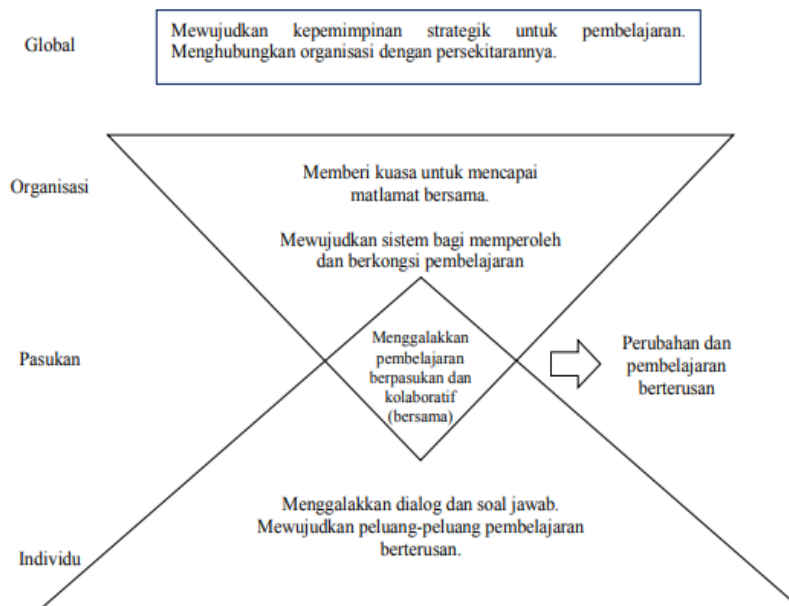 Global
Mewujudkan kepemimpinan strategik untuk pembelajaran.
Menghubungkan organisasi dengan persekitarannya.
Organisasi
Memberi kuasa untuk mencapai
matlamat bersama.
Mewujudkan sistem bagi memperoleh
dan berkongsi pembelajaran
Pasukan
Menggalakkan
pembelajaran
berpasukan dan
kolaboratif
(bersama)
Perubahan dan
pembelajaran
berterusan
Individu
Menggalakkan dialog dan soal jawab.
Mewujudkan peluang-peluang pembelajaran
berterusan.